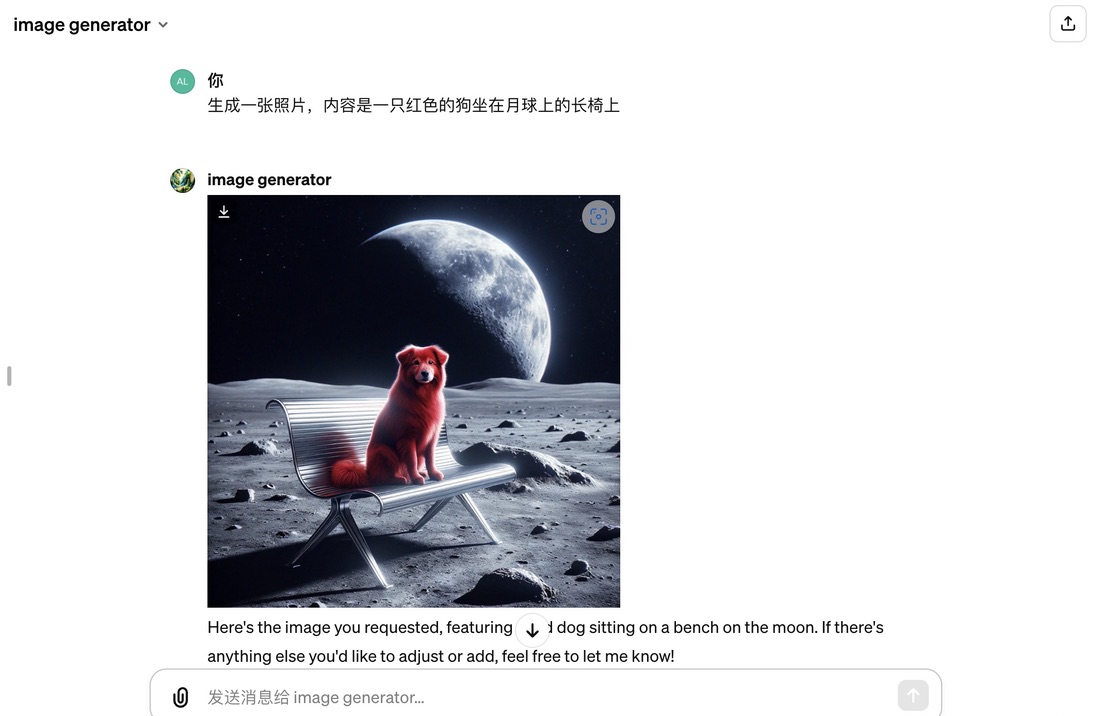 image generator
AL
你
生成一张照片，内容是一只红色的狗坐在月球上的长椅上
image generator
Here's the image you requested, featuring dog sitting on a bench on the moon. If there's
anything else you'd like to adjust or add, feel free to let me know!
发送消息给 image generator...